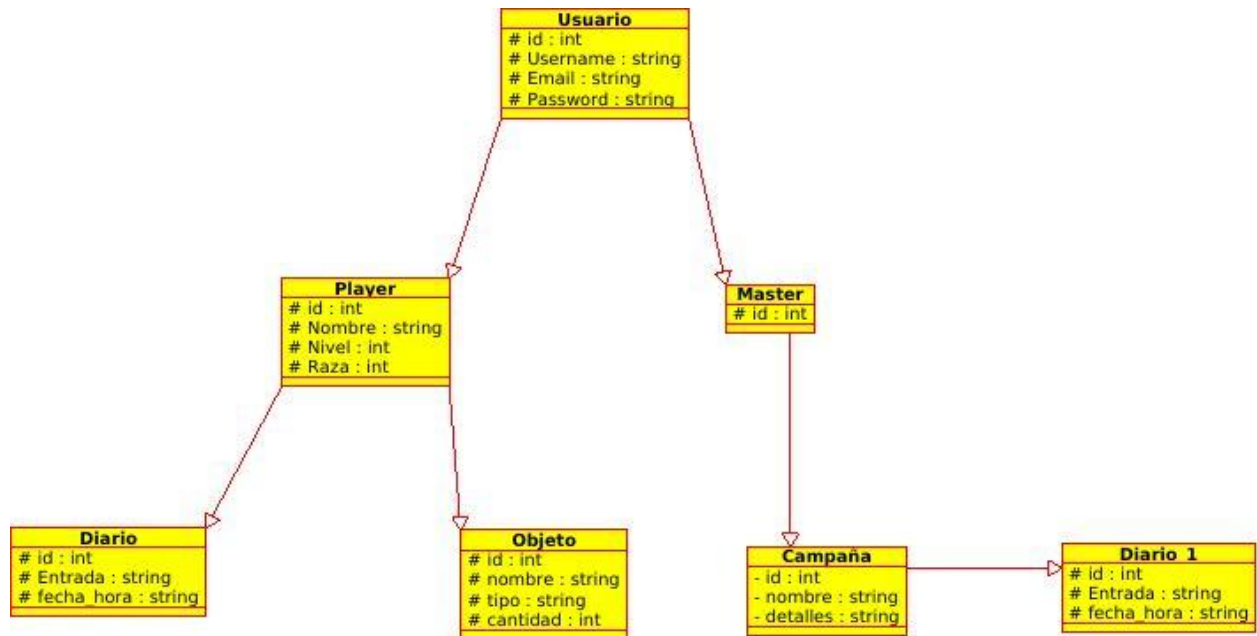 Usuario
# id : int
# Username : string
# Email : string
# Password : string
Player
# id : int
# Nombre : string
# Nivel : int
# Raza : int
Master
# id : int
Diario
# id : int
# Entrada : string
# fecha_hora : string
Objeto
# id : int
# nombre : string
# tipo : string
# cantidad : int
Campaña
- id : int
- nombre : string
- detalles : string
Diario_1
# id : int
# Entrada : string
# fecha_hora : string